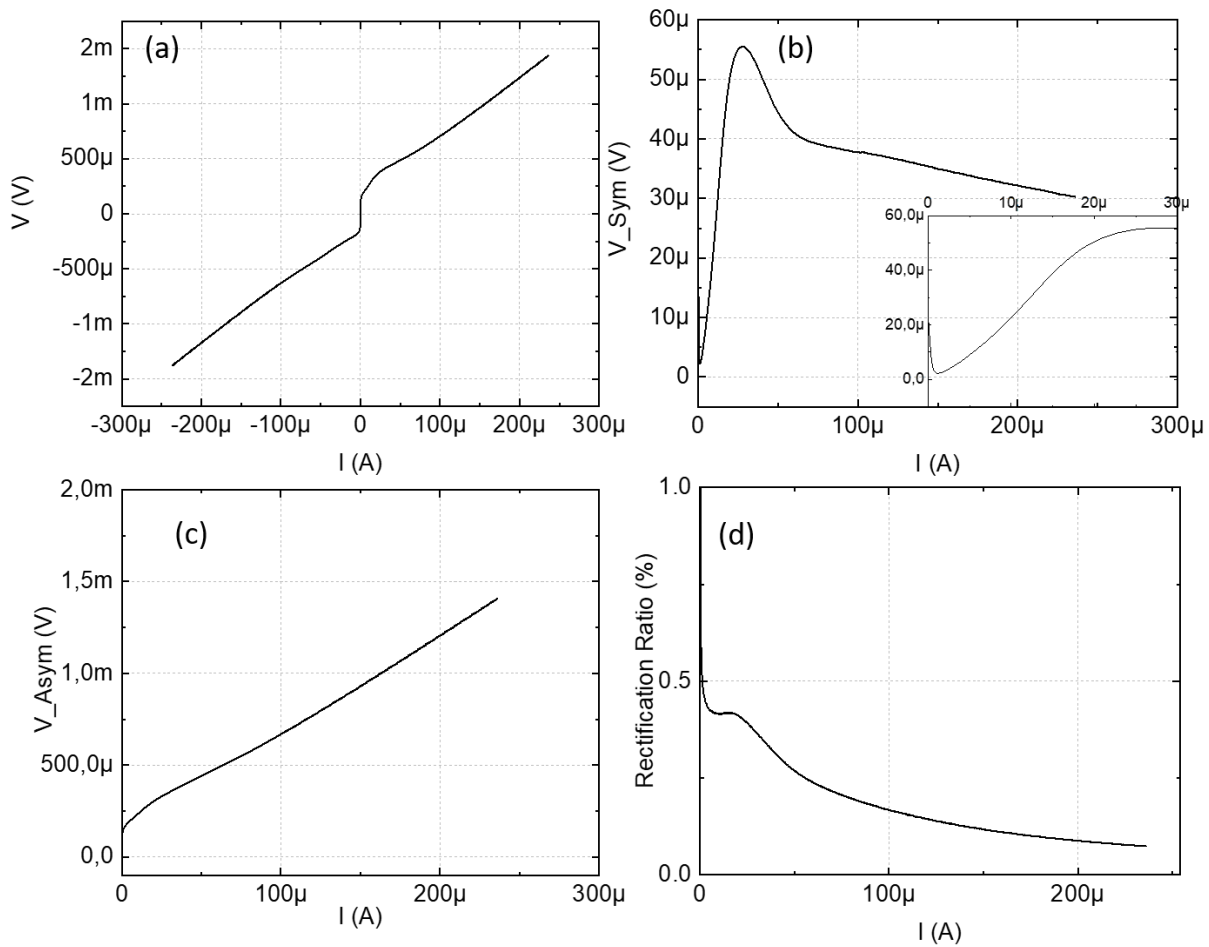 (a)
2m
1m
500µ
0
-500µ
-1m
-2m
V (V)
-300µ -200µ -100µ 0 100µ 200µ 300µ
I (A)
(b)
60µ
50µ
40µ
30µ
20µ
10µ
0
V_Sym (V)
0 100µ 200µ 300µ
I (A)
0 10µ 20µ 30µ
60,0µ
40,0µ
20,0µ
0,0
(c)
2,0m
1,5m
1,0m
500,0µ
0,0
V_Asym (V)
0 100µ 200µ 300µ
I (A)
(d)
1.0
0.5
0.0
Rectification Ratio (%)
0 100µ 200µ
I (A)